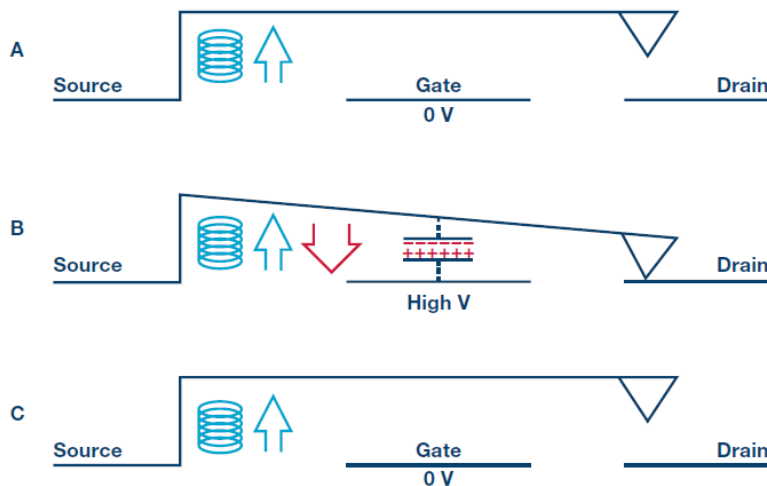 A
Source
Gate
Drain
0 V
B
Source
High V
Drain
C
Source
Gate
Drain
0 V